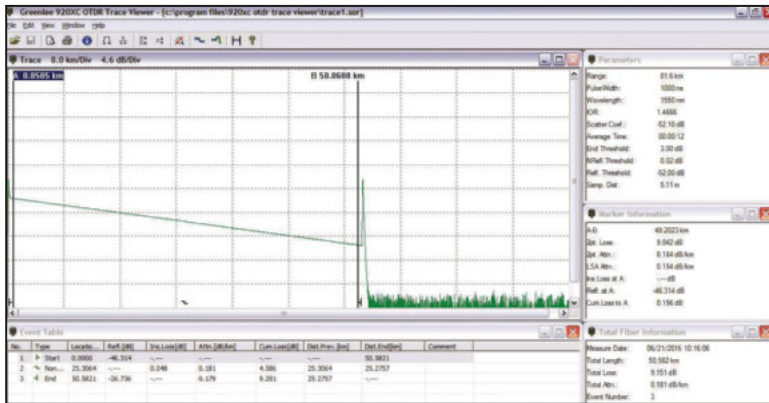 Greenlee 920XC OTDR Trace Viewer - [c:\program files\920xc otdr trace viewer\trace1.sor]
File Edit View Window Help
Trace 8.0 km/Div 4.6 dB/Div
A 0.8505 km
B 50.0600 km
Parameters
Range: 81.6 km
PulseWidth: 1000ns
Wavelength: 1550nm
IOR: 1.4666
Scatter Coef.: -52.10 dB
Average Time: 00:00:12
End Threshold: 3.00 dB
NRefl. Threshold: 0.02 dB
Refl. Threshold: -52.00 dB
Samp. Dist: 5.11 m
Marker Information
A-B: 49.2023 km
2pt. Loss: 9.042 dB
2pt. Attn.: 0.184 dB/km
LSA Attn.: 0.184 dB/km
Ins.Loss at A: -.--- dB
Refl. at A: -46.314 dB
Cum.Loss to A: 0.156 dB
Event Table
No. Type Locatio... Refl.[dB] Ins.Loss[dB] Attn.[dB/km] Cum.Loss[dB] Dist.Prev.[km] Dist.End[km] Comment
1 Start 0.0000 -46.314 -.--- -.--- -.--- -.--- 50.5821
2 Non... 25.3064 -.--- 0.048 0.181 4.586 25.3064 25.2757
3 End 50.5821 -26.736 -.--- 0.179 9.281 25.2757 -.---
Total Fiber Information
Measure Date: 06/21/2016 10:16:06
Total Length: 50.582 km
Total Loss: 9.151 dB
Total Attn.: 0.181 dB/km
Event Number: 3